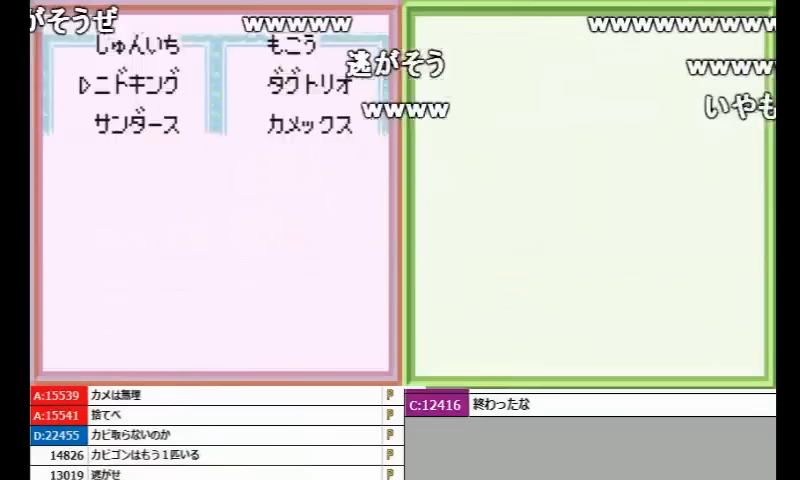 がそうぜ
wwwww
wwwwwwwwww
じゅんいち
もこう
逃がそう
wwww
▷ニドキング
ダグトリオ
いやも
wwww
サンダース
カメックス
A:15539 カメは無理 P
A:15541 捨てべ P
D:22455 カビ取らないのか P
14826 カビゴンはもう１匹いる P
13019 逃がせ P
C:12416 終わったな